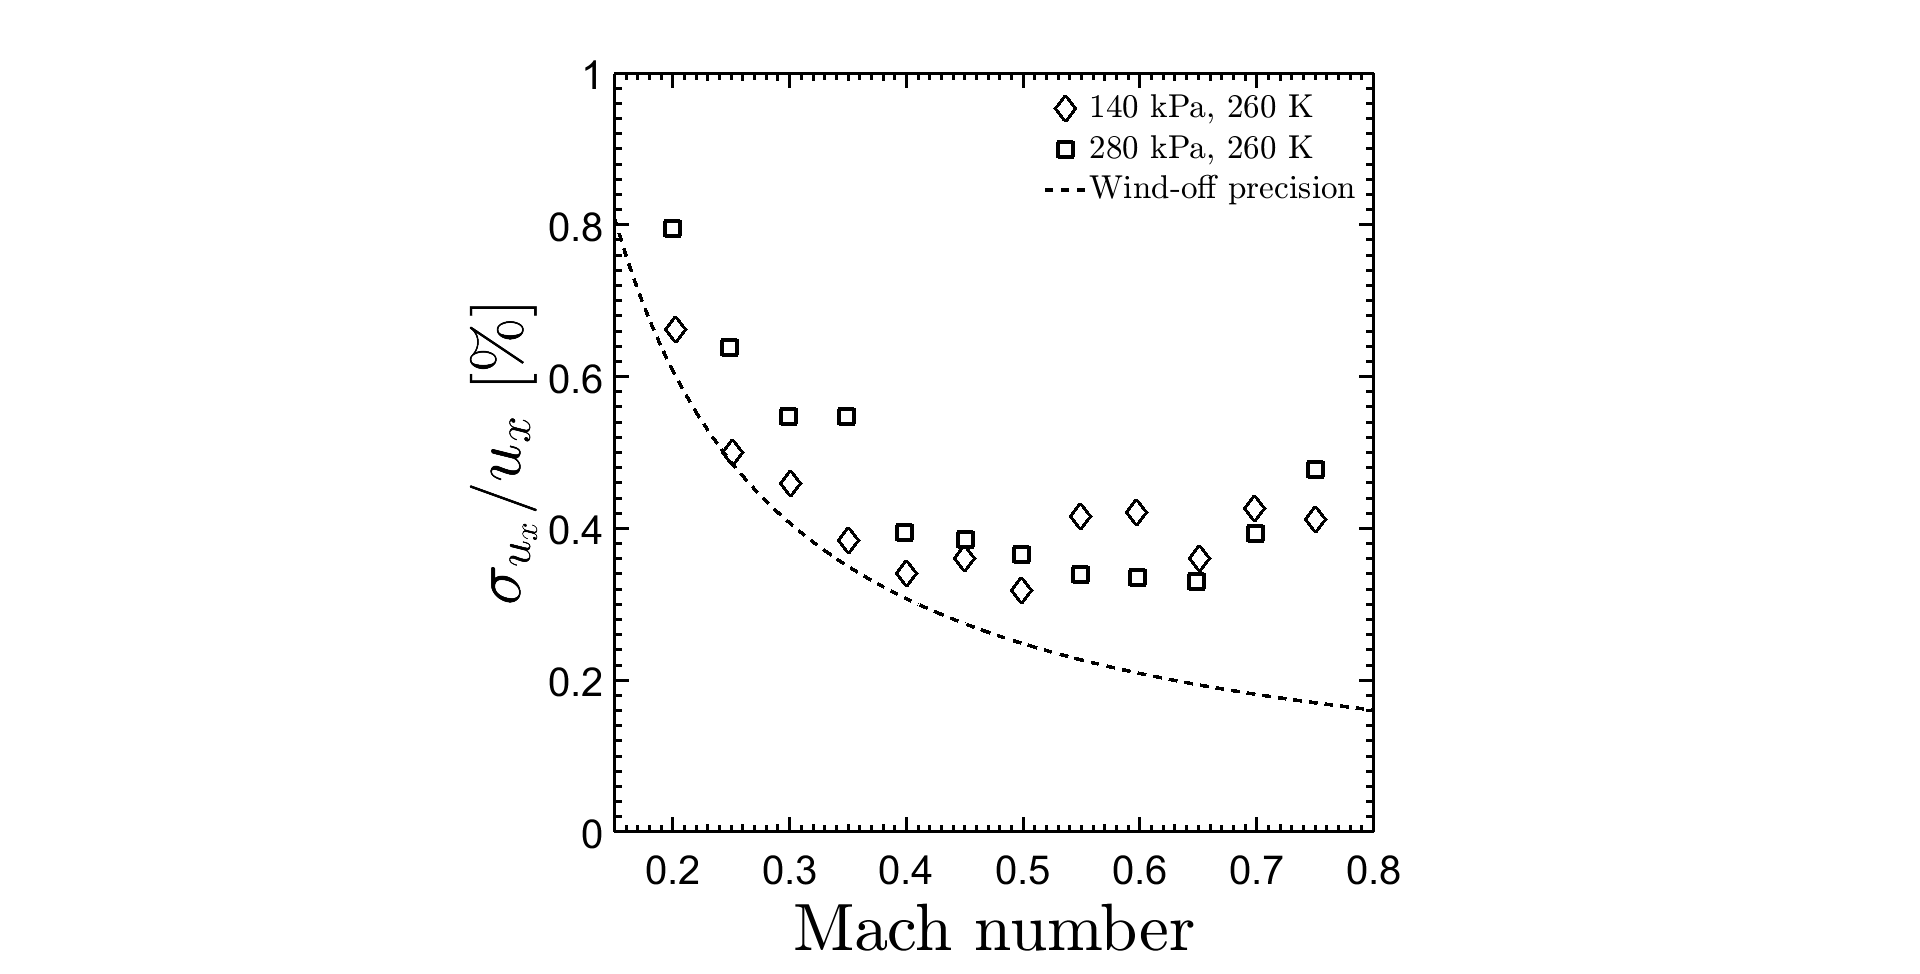 1
0.8
0.6
0.4
0.2
0
σ_{u_x}/u_x [%]
140 kPa, 260 K
280 kPa, 260 K
Wind-off precision
0.2 0.3 0.4 0.5 0.6 0.7 0.8
Mach number